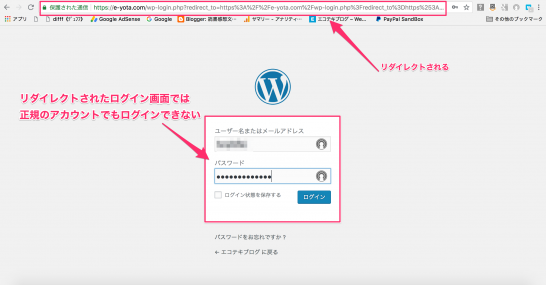 保護された通信 https://e-yota.com/wp-login.php?redirect_to=https%3A%2F%2Fe-yota.com%2Fwp-login.php%3Fredirect_to%3Dhttps%253A...
アプリ difff《ﾃﾞｭﾌﾌ》 Google AdSense Google Blogger: 読書感想文... サマリー - アナリティ... エコテキブログ – We... PayPal SandBox その他のブックマーク
リダイレクトされる
リダイレクトされたログイン画面では
正規のアカウントでもログインできない
ユーザー名またはメールアドレス
パスワード
ログイン状態を保存する ログイン
パスワードをお忘れですか ?
← エコテキブログ に戻る